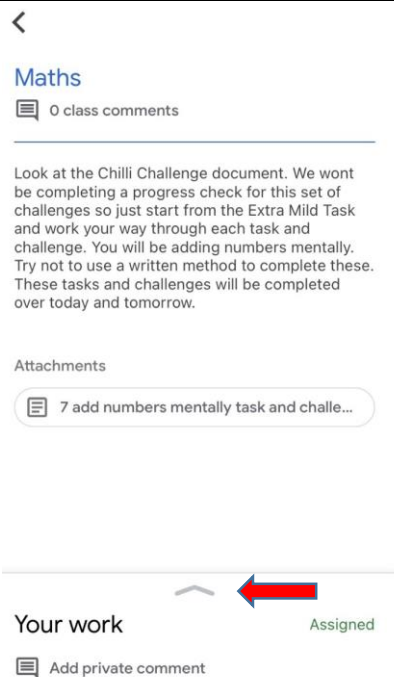 Maths
0 class comments
Look at the Chilli Challenge document. We wont
be completing a progress check for this set of
challenges so just start from the Extra Mild Task
and work your way through each task and
challenge. You will be adding numbers mentally.
Try not to use a written method to complete these.
These tasks and challenges will be completed
over today and tomorrow.
Attachments
7 add numbers mentally task and challe...
Your work
Assigned
Add private comment